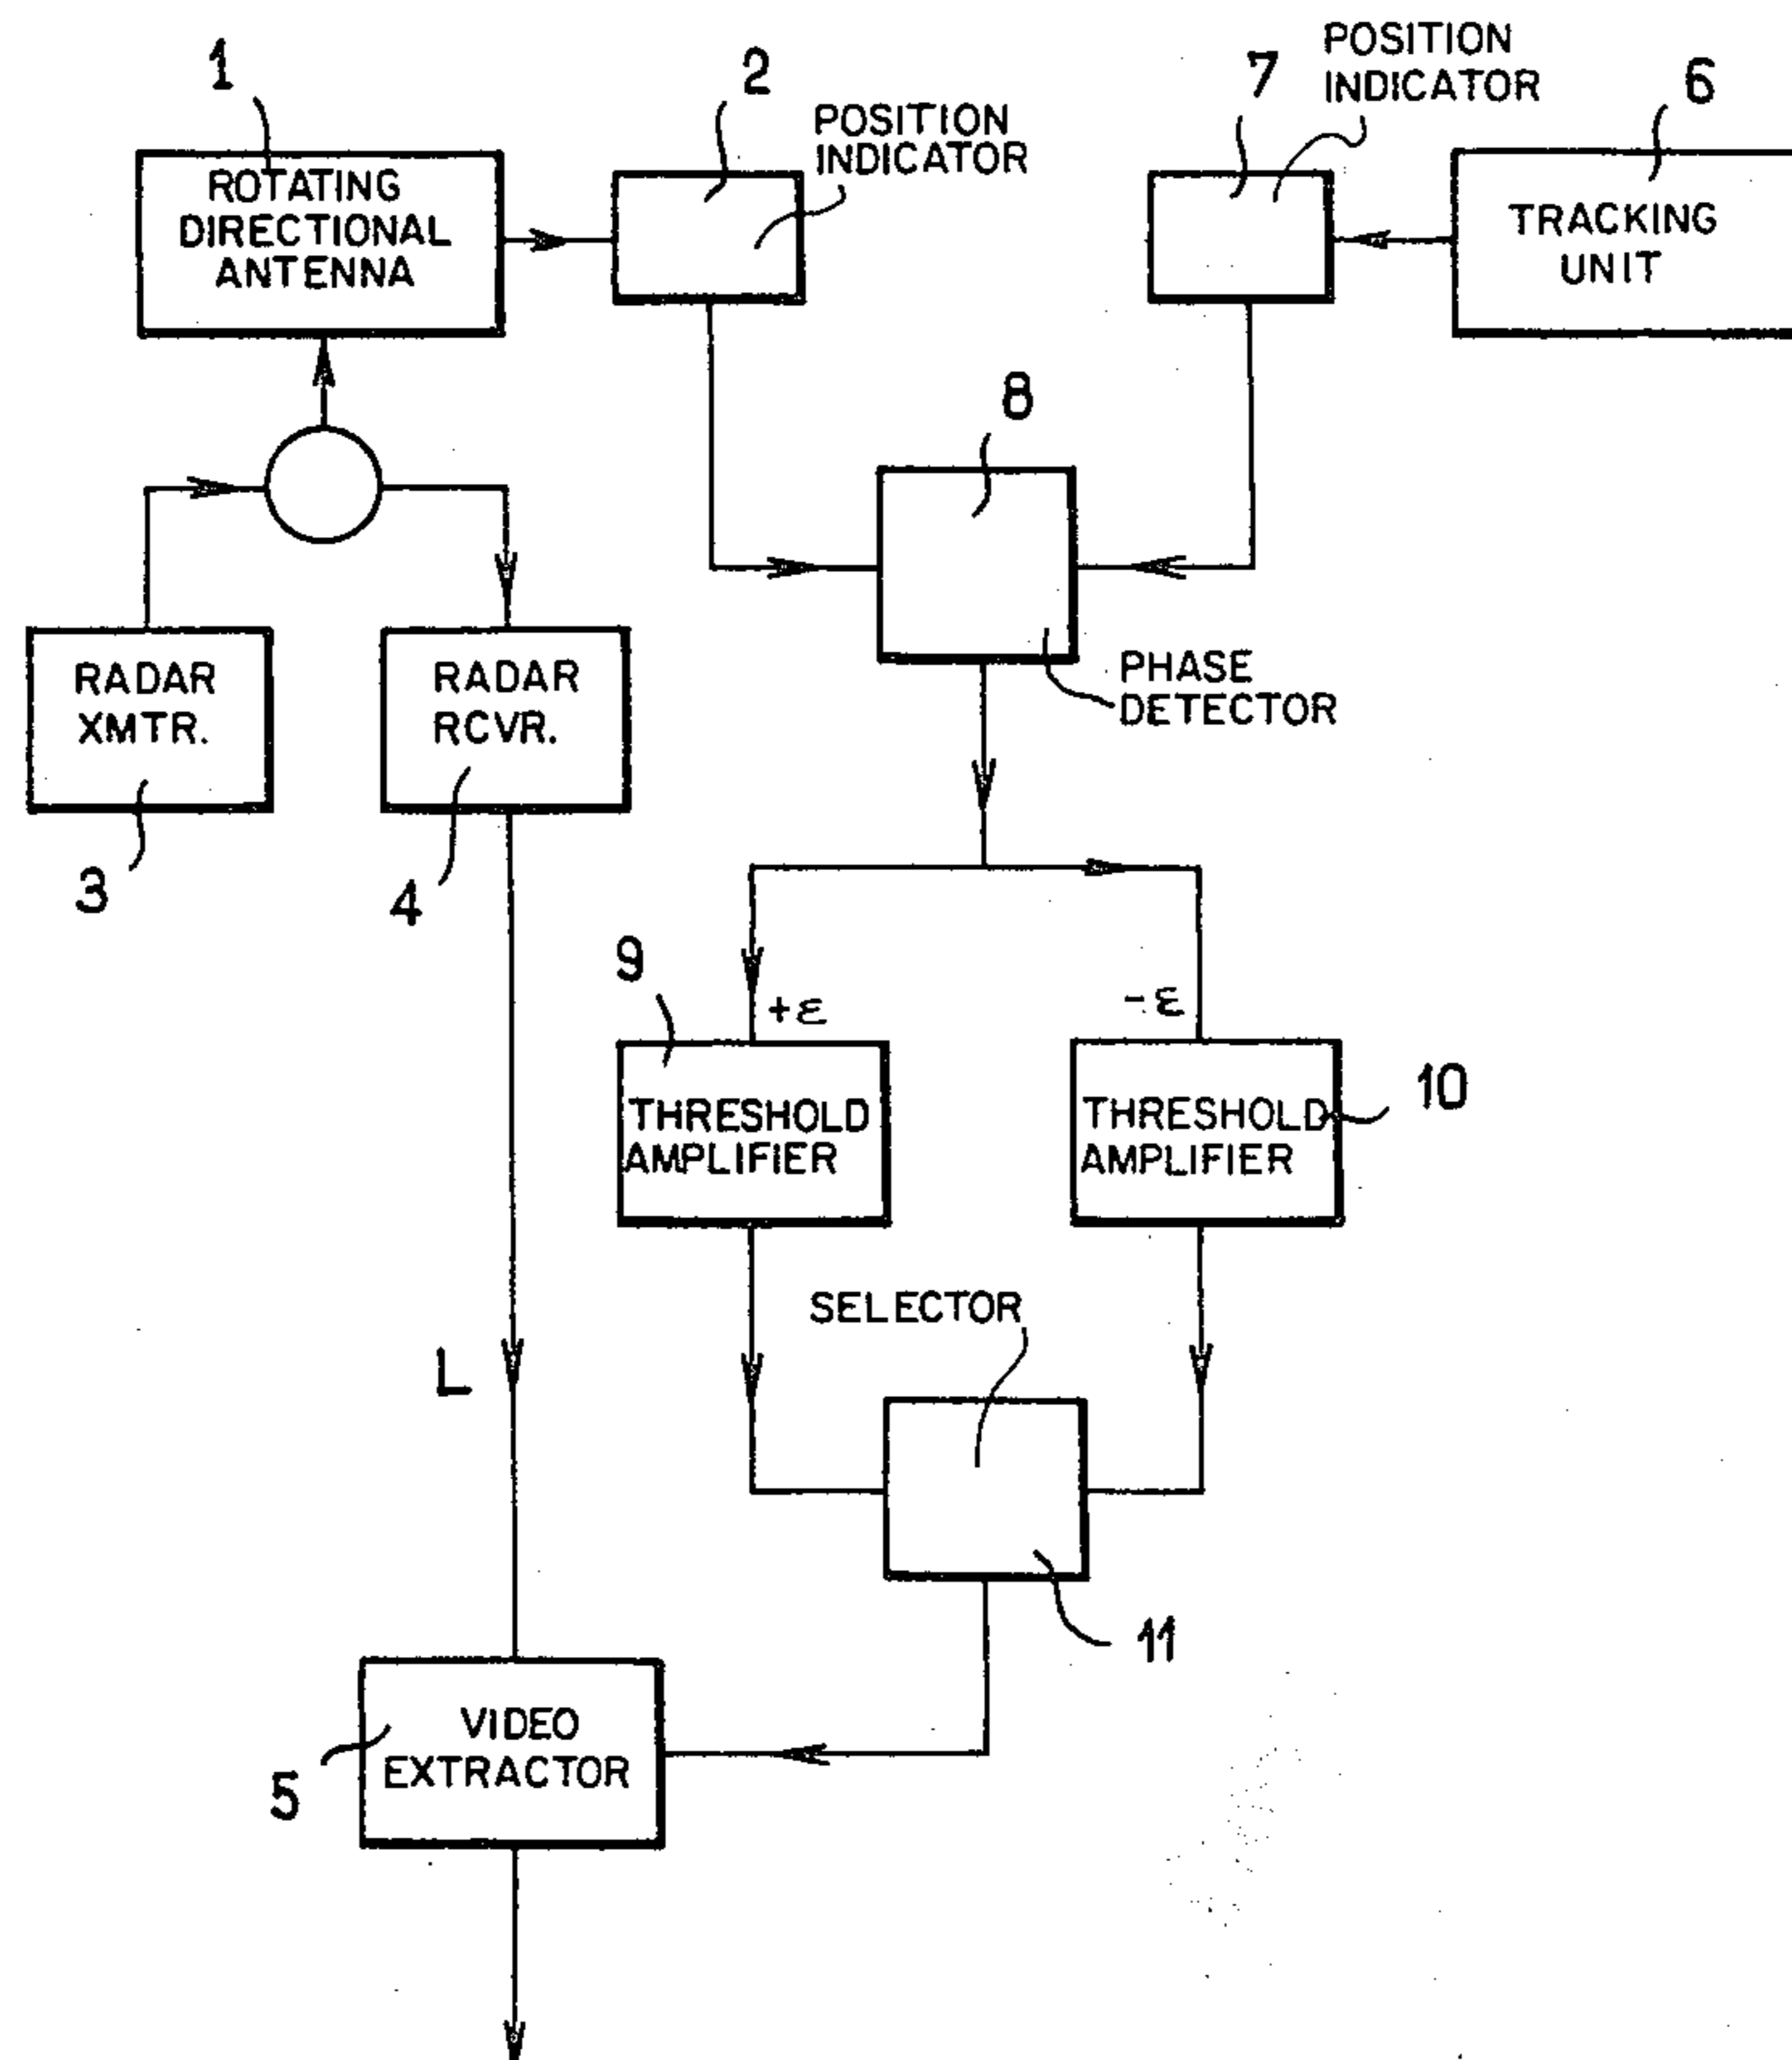 1
2
POSITION
INDICATOR
7
POSITION
INDICATOR
6
ROTATING
DIRECTIONAL
ANTENNA
TRACKING
UNIT
8
PHASE
DETECTOR
RADAR
XMTR.
RADAR
RCVR.
3
4
9
+ε
-ε
THRESHOLD
AMPLIFIER
THRESHOLD
AMPLIFIER
10
SELECTOR
L
11
VIDEO
EXTRACTOR
5